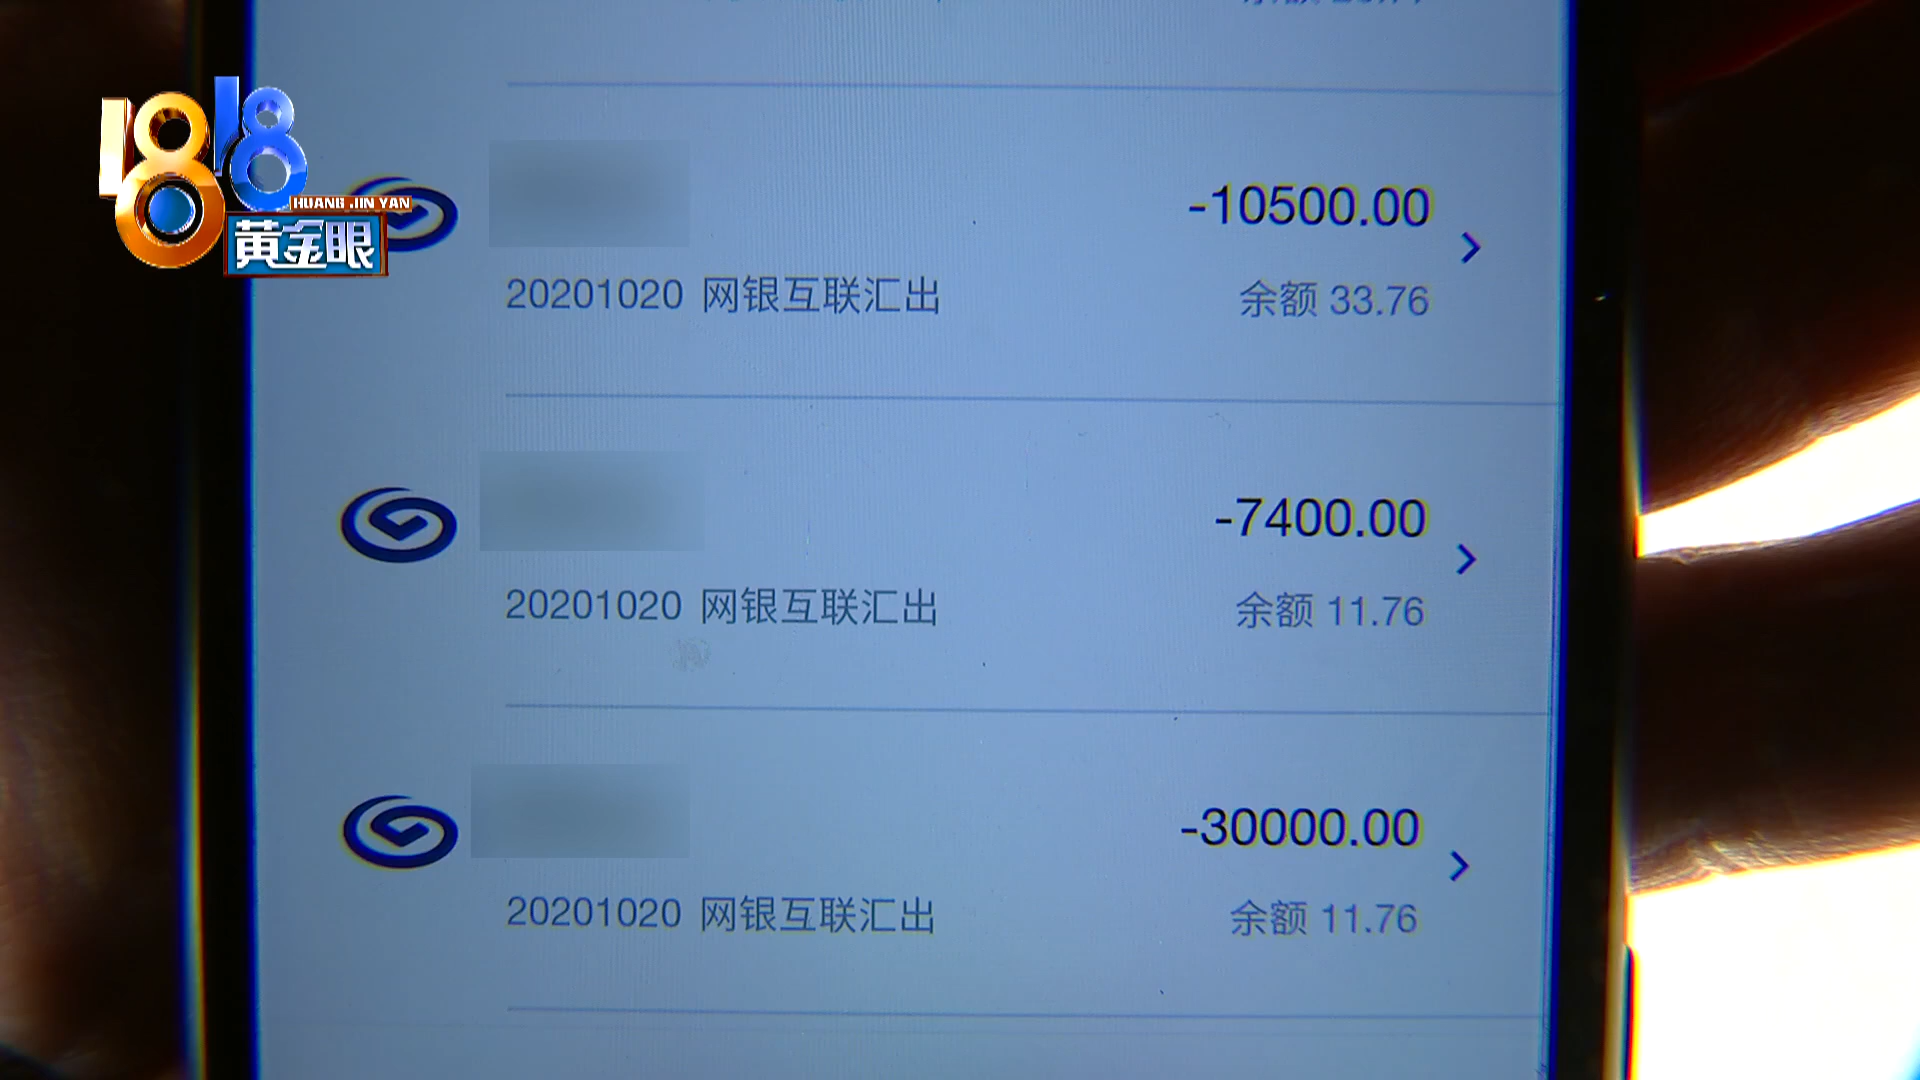 1818
HUANG JIN YAN
黄金眼
-10500.00
20201020 网银互联汇出
余额 33.76
-7400.00
20201020 网银互联汇出
余额 11.76
-30000.00
20201020 网银互联汇出
余额 11.76